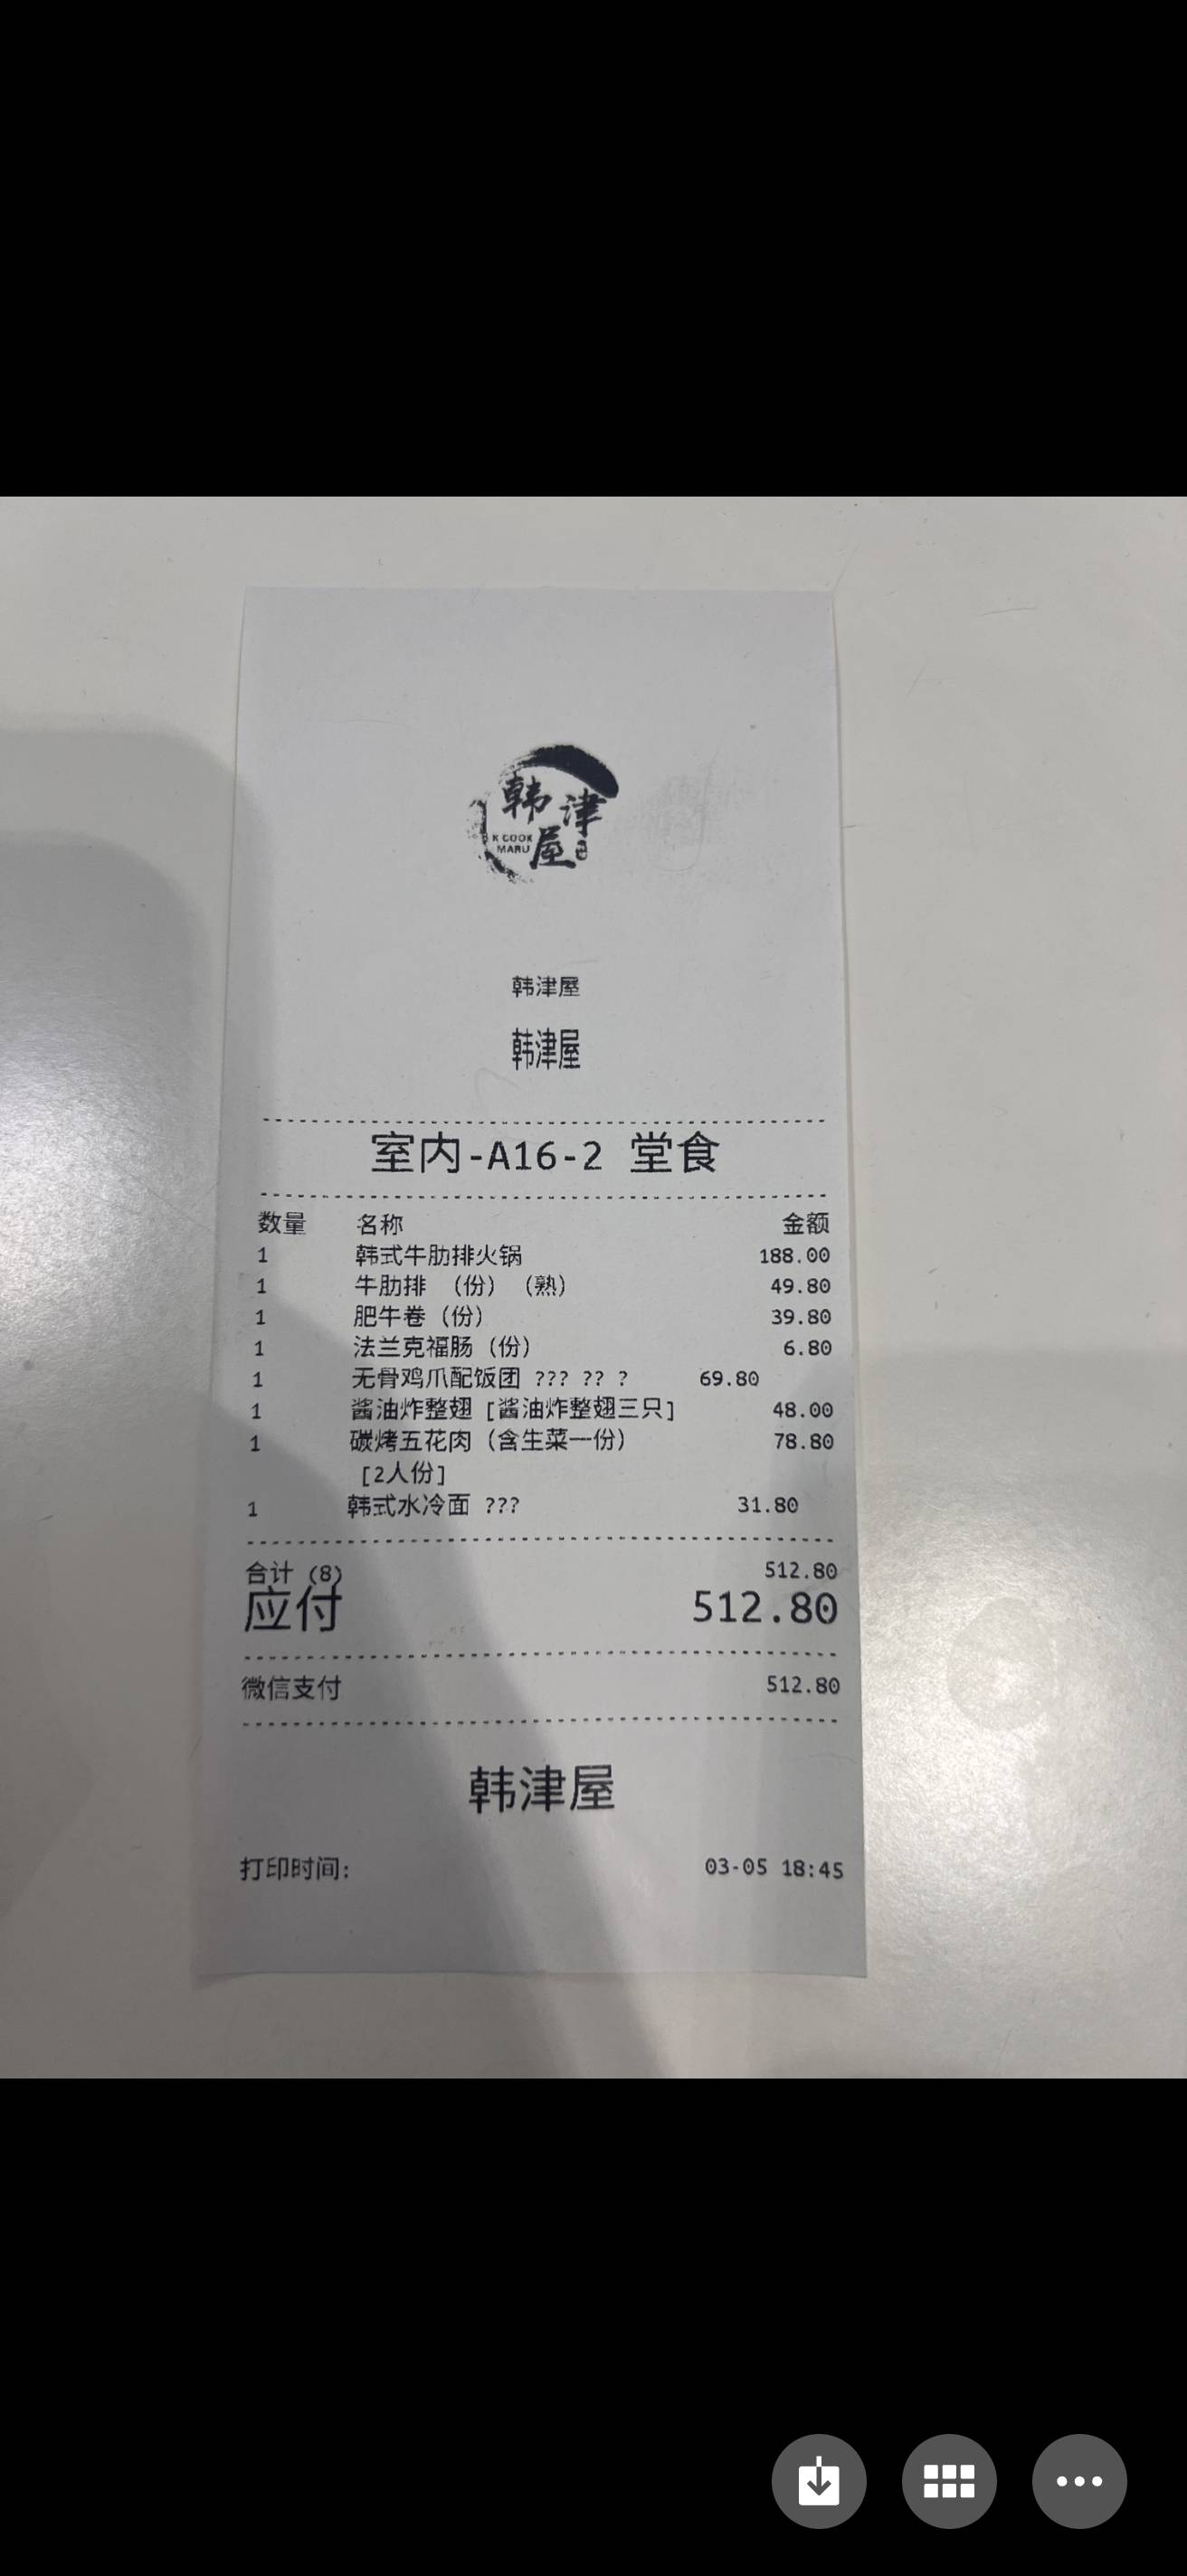 韩津
K·COOK 屋
MARU
韩津屋
韩津屋
室内-A16-2 堂食
数量 名称 金额
1 韩式牛肋排火锅 188.00
1 牛肋排 （份）（熟） 49.80
1 肥牛卷（份） 39.80
1 法兰克福肠（份） 6.80
1 无骨鸡爪配饭团 ??? ?? ? 69.80
1 酱油炸整翅 [酱油炸整翅三只] 48.00
1 碳烤五花肉（含生菜一份） 78.80
[2人份]
1 韩式水冷面 ??? 31.80
合计 (8) 512.80
应付 512.80
微信支付 512.80
韩津屋
打印时间: 03-05 18:45